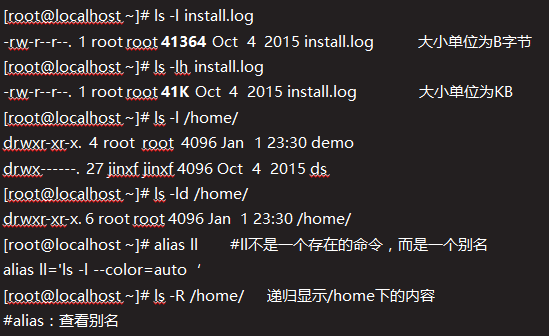 [root@localhost ~]# ls -l install.log
-rw-r--r--. 1 root root 41364 Oct 4 2015 install.log 大小单位为B字节
[root@localhost ~]# ls -lh install.log
-rw-r--r--. 1 root root 41K Oct 4 2015 install.log 大小单位为KB
[root@localhost ~]# ls -l /home/
drwxr-xr-x. 4 root root 4096 Jan 1 23:30 demo
drwx------. 27 jinxf jinxf 4096 Oct 4 2015 ds
[root@localhost ~]# ls -ld /home/
drwxr-xr-x. 6 root root 4096 Jan 1 23:30 /home/
[root@localhost ~]# alias ll #ll不是一个存在的命令，而是一个别名
alias ll='ls -l --color=auto ‘
[root@localhost ~]# ls -R /home/ 递归显示/home下的内容
#alias：查看别名